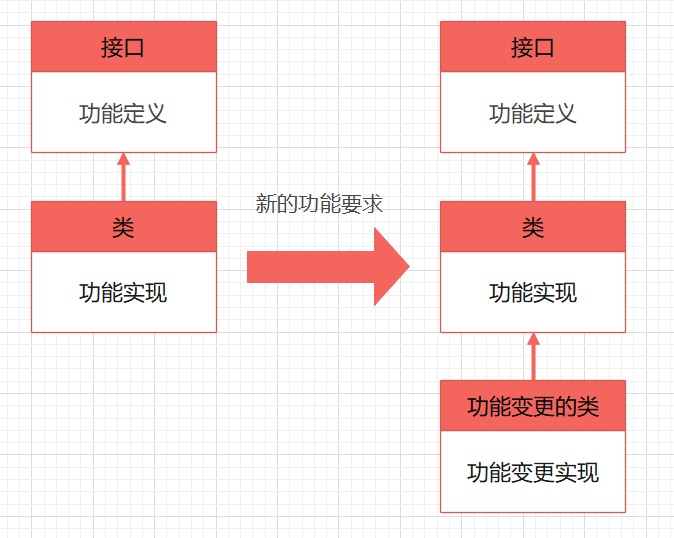 接口
功能定义
类
功能实现
新的功能要求
接口
功能定义
类
功能实现
功能变更的类
功能变更实现